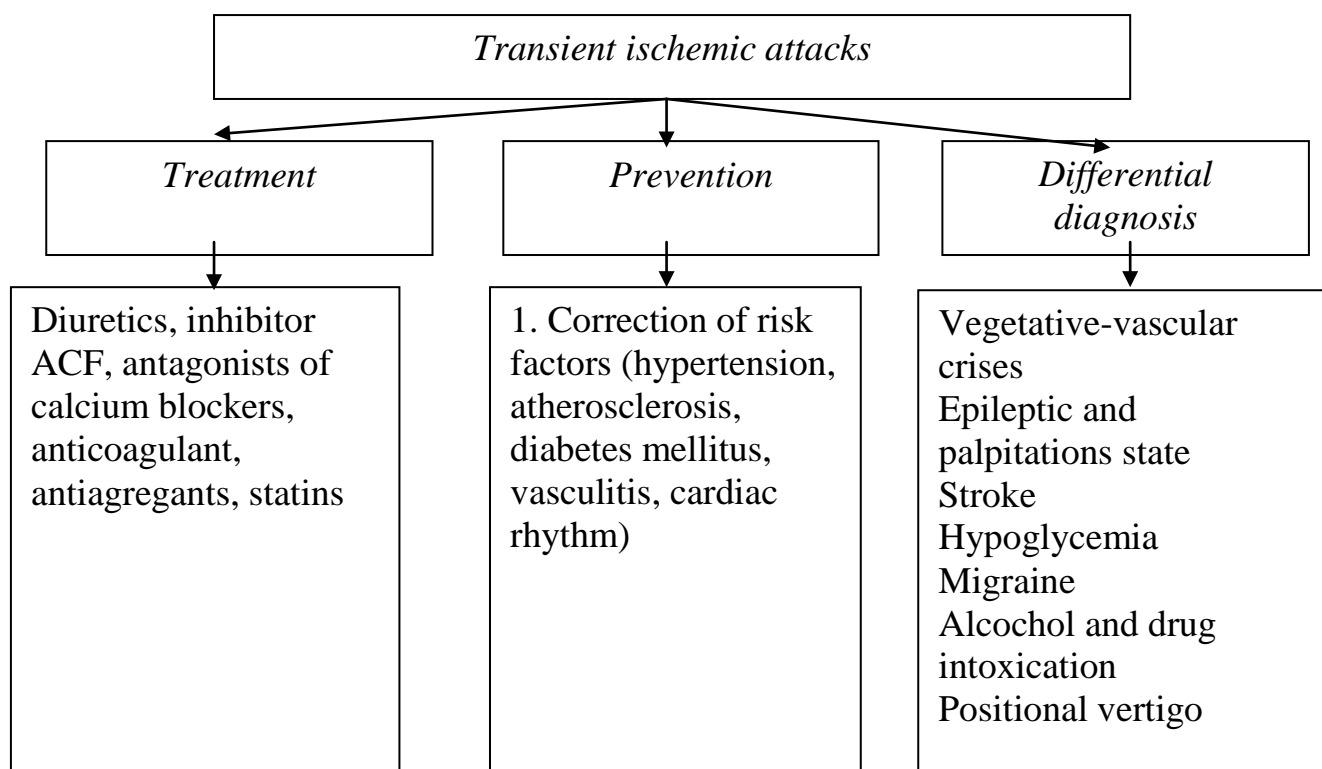 Transient ischemic attacks
Treatment
Prevention
Differential
diagnosis
Diuretics, inhibitor
ACF, antagonists of
calcium blockers,
anticoagulant,
antiagregants, statins
1. Correction of risk
factors (hypertension,
atherosclerosis,
diabetes mellitus,
vasculitis, cardiac
rhythm)
Vegetative-vascular
crises
Epileptic and
palpitations state
Stroke
Hypoglycemia
Migraine
Alcochol and drug
intoxication
Positional vertigo